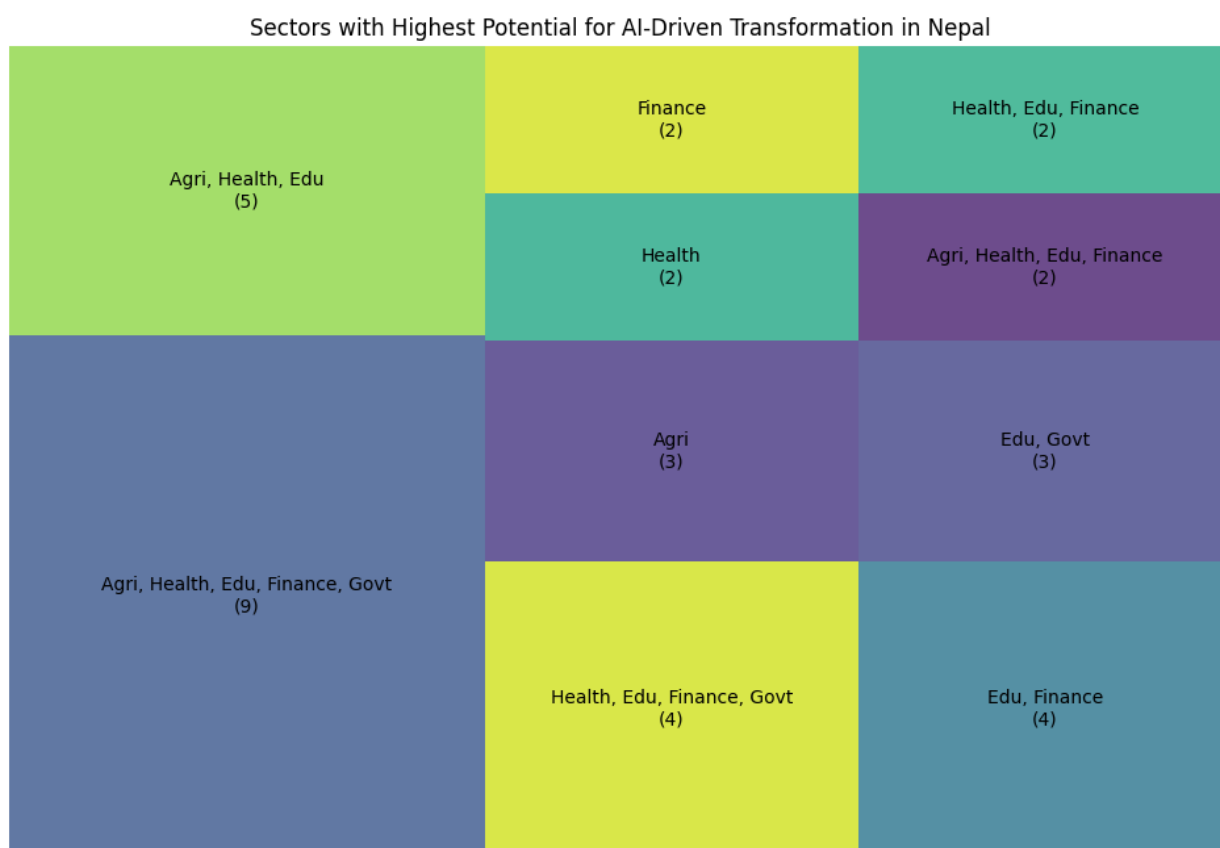 Sectors with Highest Potential for AI-Driven Transformation in Nepal
Agri, Health, Edu
(5)
Agri, Health, Edu, Finance, Govt
(9)
Finance
(2)
Health
(2)
Agri
(3)
Health, Edu, Finance, Govt
(4)
Health, Edu, Finance
(2)
Agri, Health, Edu, Finance
(2)
Edu, Govt
(3)
Edu, Finance
(4)